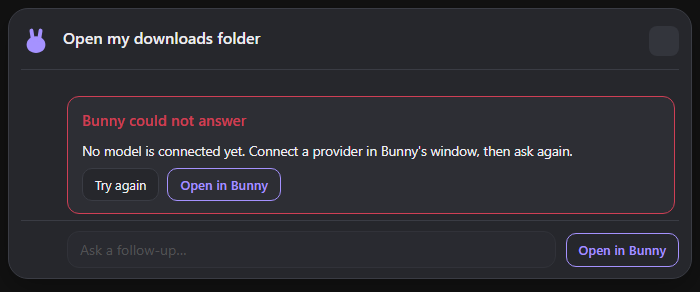 Open my downloads folder
Bunny could not answer
No model is connected yet. Connect a provider in Bunny's window, then ask again.
Try again
Open in Bunny
Ask a follow-up...
Open in Bunny